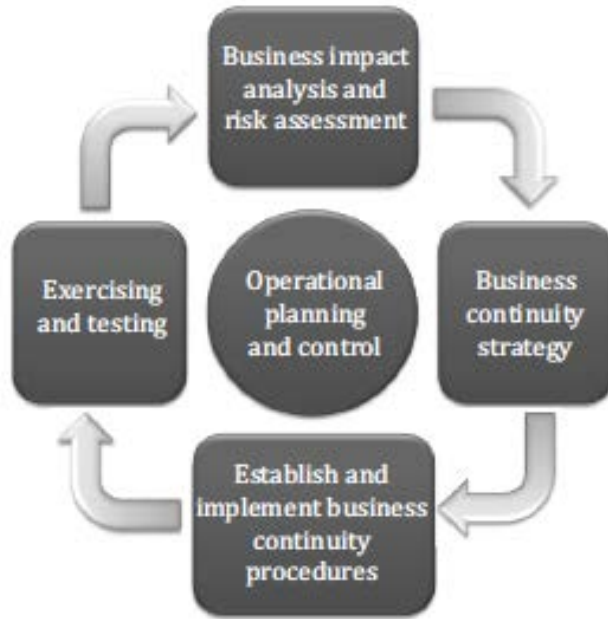 Business impact
analysis and
risk assessment
Exercising
and testing
Operational
planning
and control
Business
continuity
strategy
Establish and
implement business
continuity
procedures